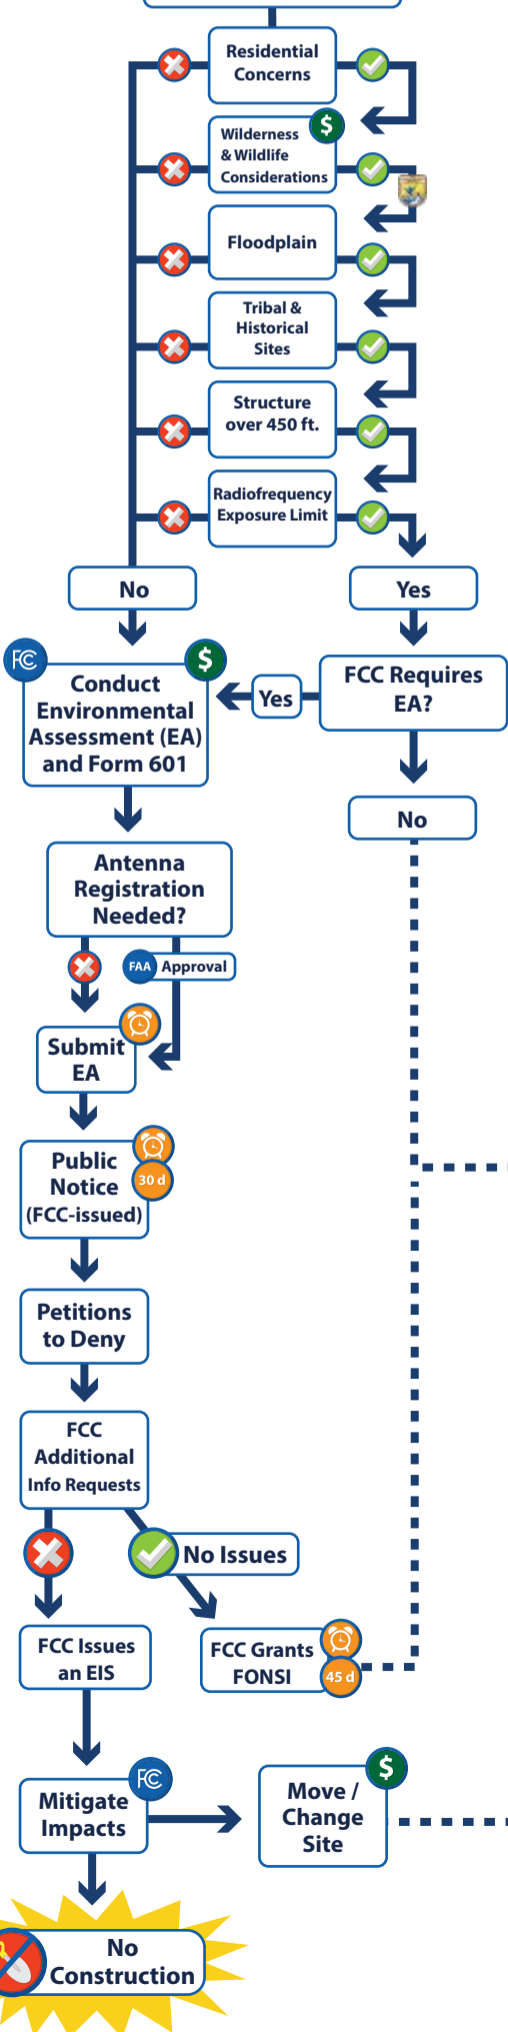 Residential
Concerns
$
Wilderness
& Wildlife
Considerations
Floodplain
Tribal &
Historical
Sites
Structure
over 450 ft.
Radiofrequency
Exposure Limit
No
Yes
FC
$
Conduct
Environmental
Assessment (EA)
and Form 601
Yes
FCC Requires
EA?
No
Antenna
Registration
Needed?
FAA Approval
Submit
EA
Public
Notice
(FCC-issued)
30 d
Petitions
to Deny
FCC
Additional
Info Requests
No Issues
FCC Issues
an EIS
FCC Grants
FONSI
45 d
FC
Mitigate
Impacts
$
Move /
Change
Site
No
Construction